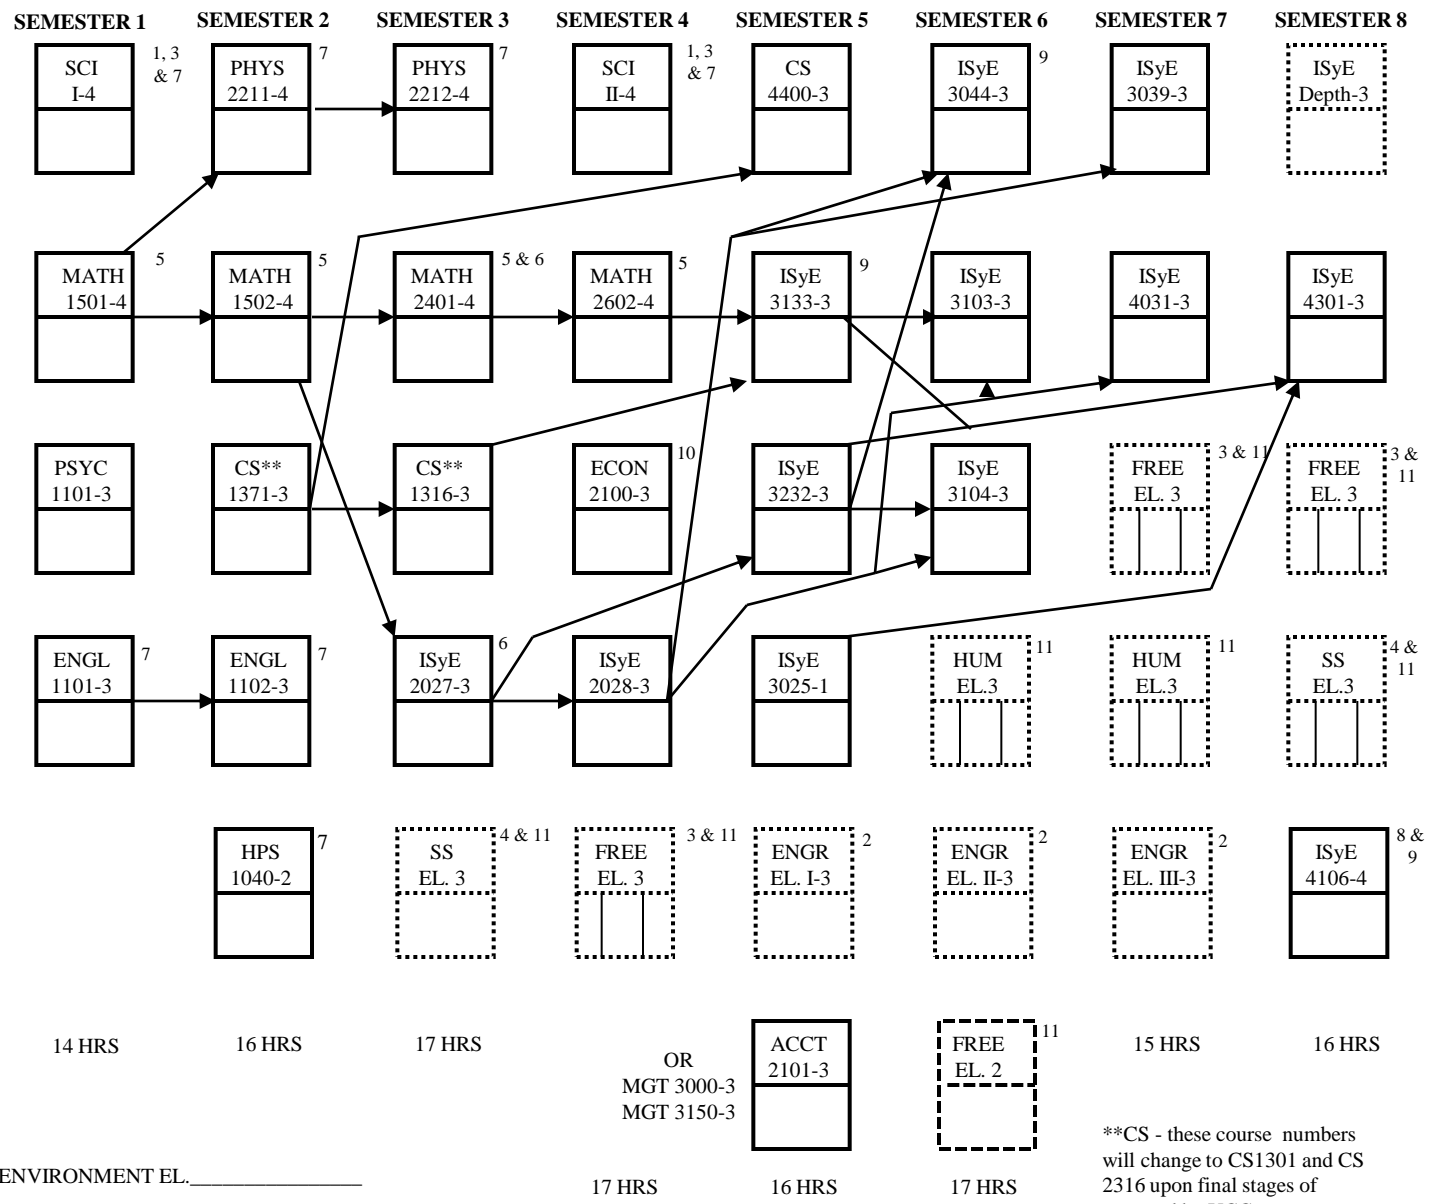 SEMESTER 1
SEMESTER 2
SEMESTER 3
SEMESTER 4
SEMESTER 5
SEMESTER 6
SEMESTER 7
SEMESTER 8
SCI
I-4
1, 3
& 7
PHYS
2211-4
7
PHYS
2212-4
7
SCI
II-4
1, 3
& 7
CS
4400-3
ISyE
3044-3
9
ISyE
3039-3
ISyE
Depth-3
MATH
1501-4
5
MATH
1502-4
5
MATH
2401-4
5 & 6
MATH
2602-4
5
ISyE
3133-3
9
ISyE
3103-3
ISyE
4031-3
ISyE
4301-3
PSYC
1101-3
CS**
1371-3
CS**
1316-3
ECON
2100-3
10
ISyE
3232-3
ISyE
3104-3
FREE
EL. 3
3 & 11
FREE
EL. 3
3 &
11
ENGL
1101-3
7
ENGL
1102-3
7
ISyE
2027-3
6
ISyE
2028-3
ISyE
3025-1
HUM
EL.3
11
HUM
EL.3
11
SS
EL.3
4 &
11
HPS
1040-2
7
SS
EL. 3
4 & 11
FREE
EL. 3
3 & 11
ENGR
EL. I-3
2
ENGR
EL. II-3
2
ENGR
EL. III-3
2
ISyE
4106-4
8 &
9
14 HRS
16 HRS
17 HRS
OR
MGT 3000-3
MGT 3150-3
ACCT
2101-3
FREE
EL. 2
11
15 HRS
16 HRS
**CS - these course numbers
will change to CS1301 and CS
2316 upon final stages of
ENVIRONMENT EL.________________
17 HRS
16 HRS
17 HRS